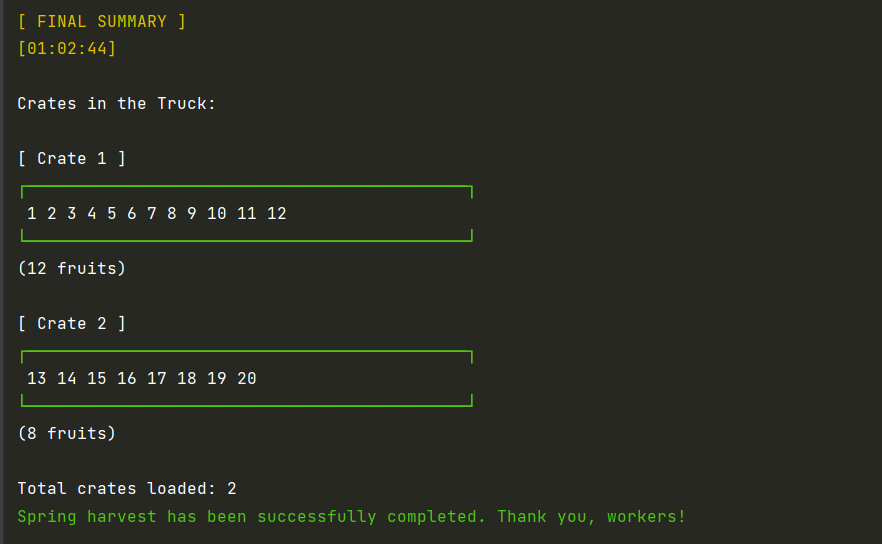 [ FINAL SUMMARY ]
[01:02:44]
Crates in the Truck:
[ Crate 1 ]
1 2 3 4 5 6 7 8 9 10 11 12
(12 fruits)
[ Crate 2 ]
13 14 15 16 17 18 19 20
(8 fruits)
Total crates loaded: 2
Spring harvest has been successfully completed. Thank you, workers!